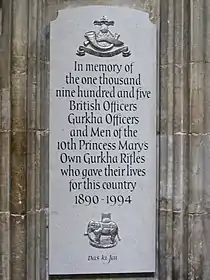 In memory of
the one thousand
nine hundred and five
British Officers
Gurkha Officers
and Men of the
10th Princess Marys
Own Gurkha Rifles
who gave their lives
for this country
1890-1994